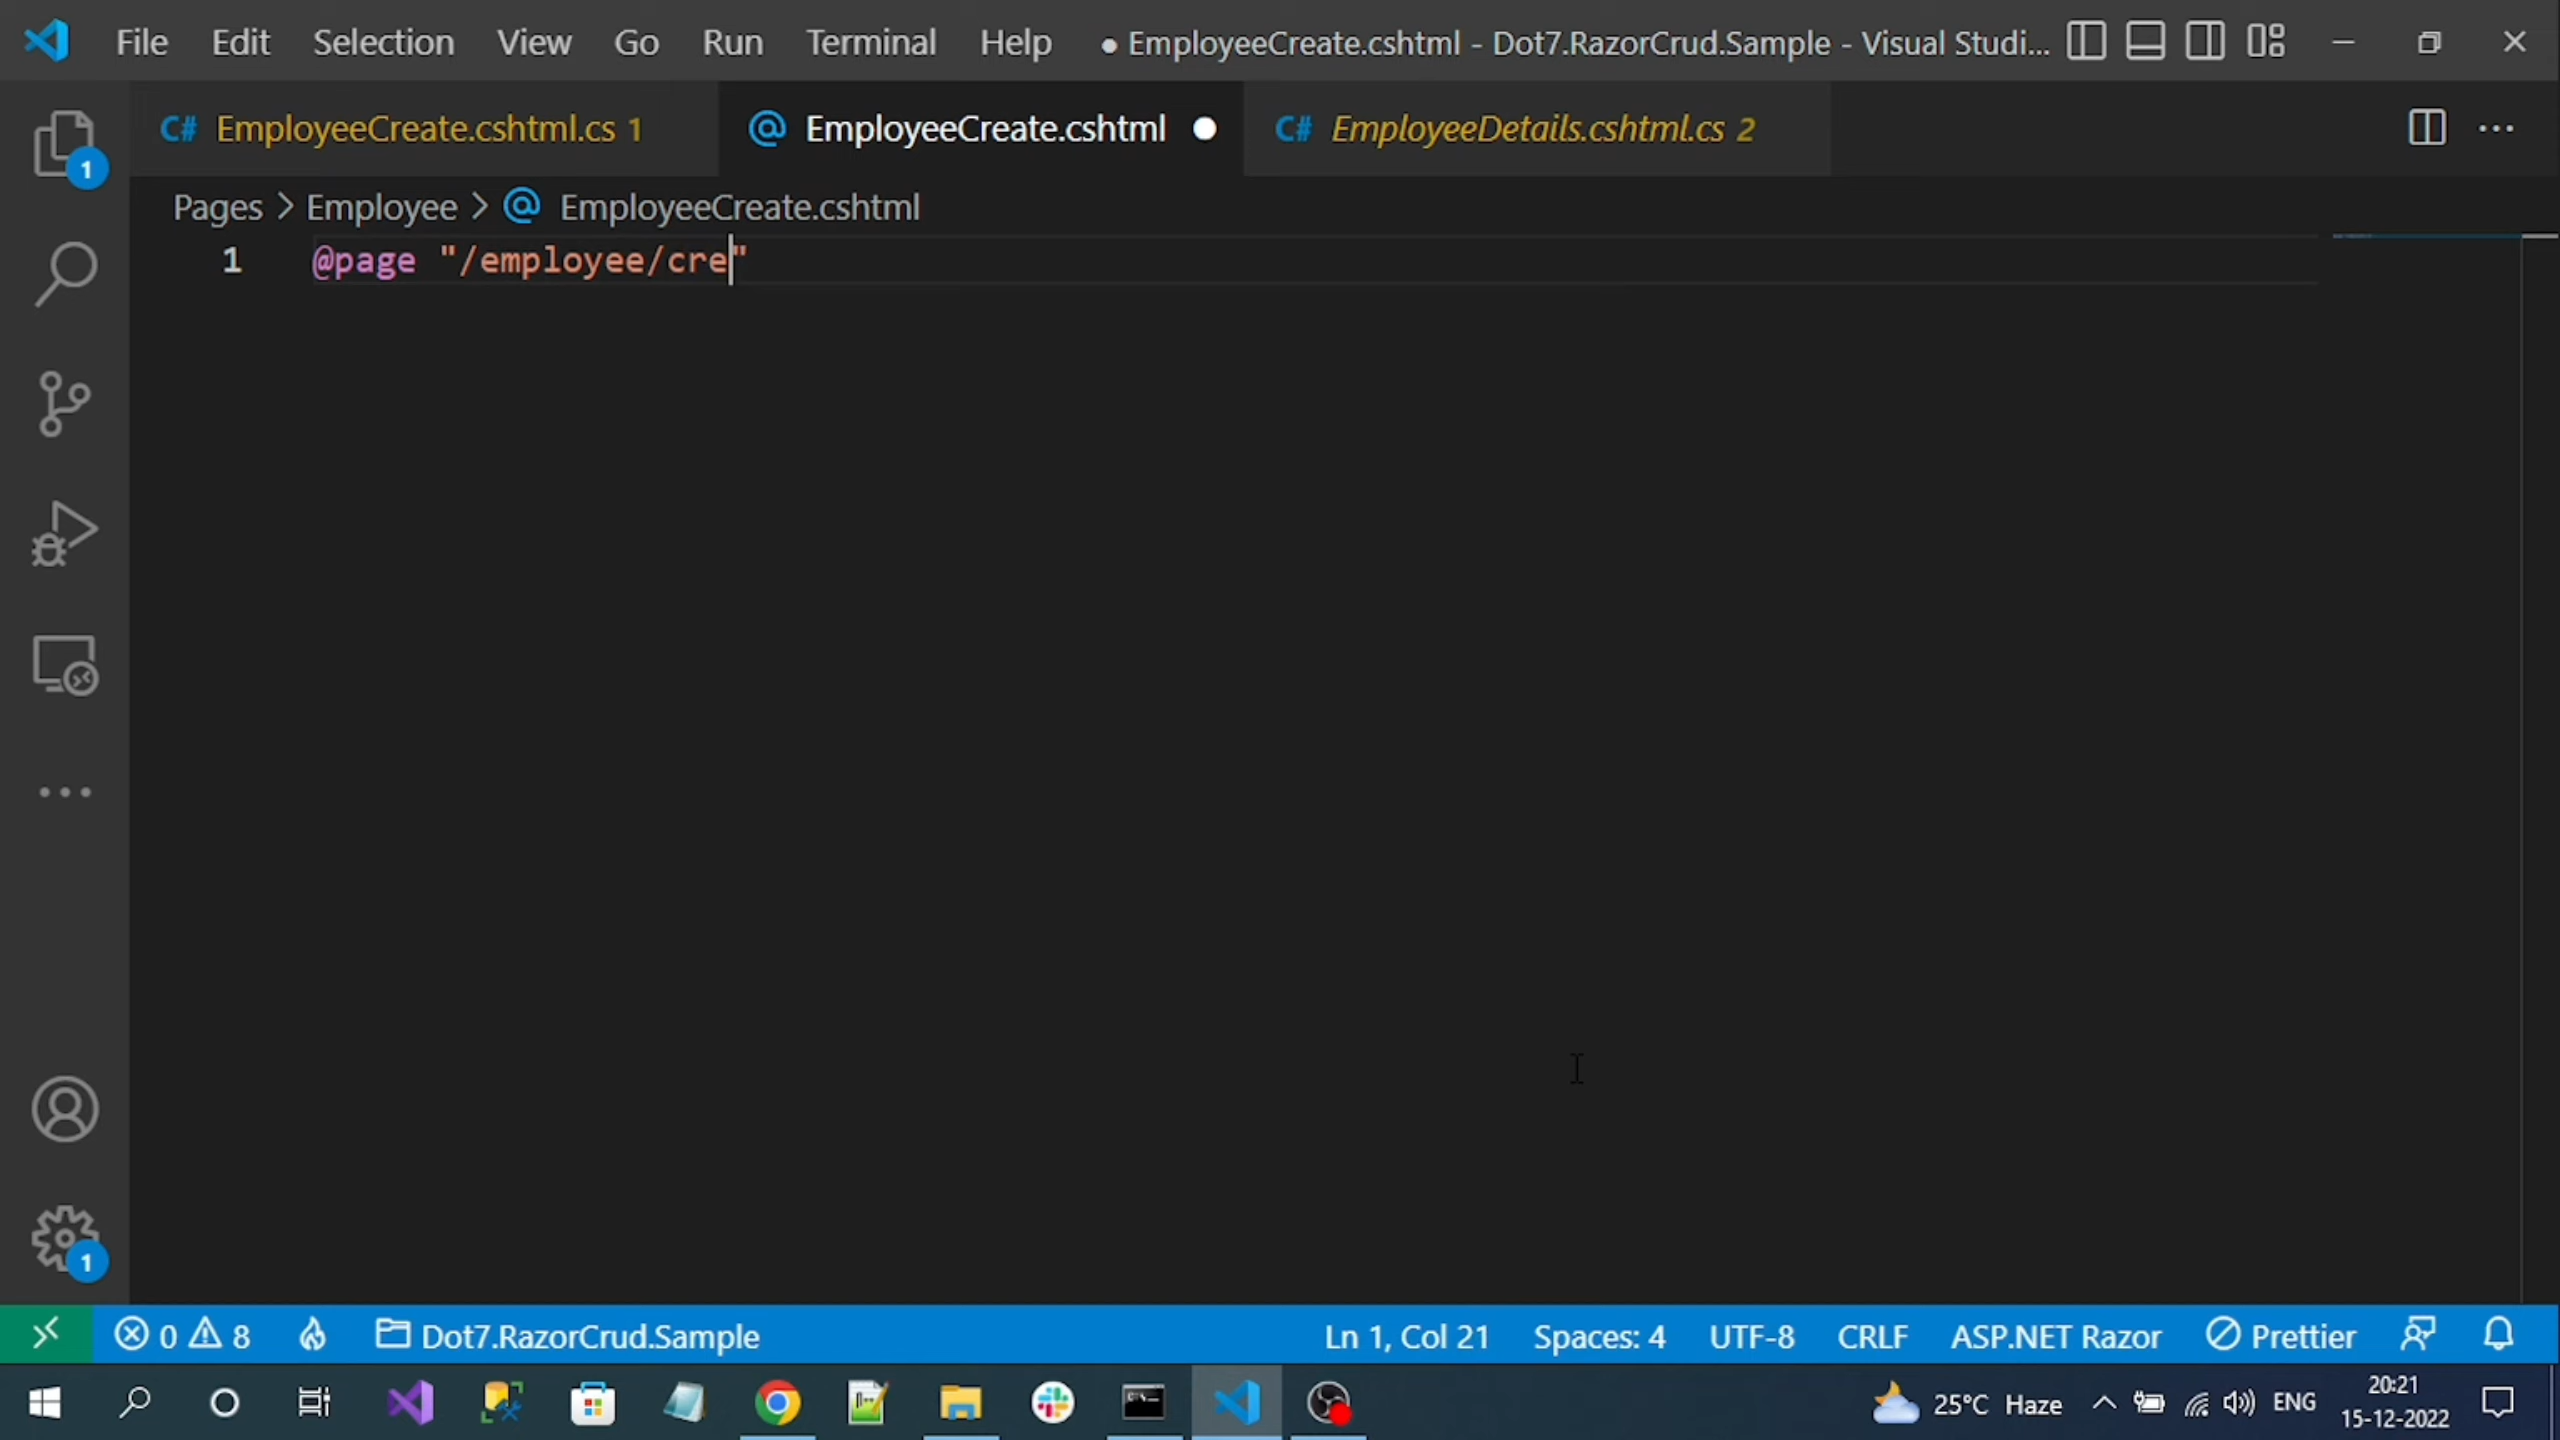 File Edit Selection View Go Run Terminal Help ● EmployeeCreate.cshtml - Dot7.RazorCrud.Sample - Visual Studi...
C# EmployeeCreate.cshtml.cs 1 @ EmployeeCreate.cshtml ● C# EmployeeDetails.cshtml.cs 2
1
Pages > Employee > @ EmployeeCreate.cshtml
1 @page "/employee/cre"
1
0 8 Dot7.RazorCrud.Sample Ln 1, Col 21 Spaces: 4 UTF-8 CRLF ASP.NET Razor Prettier
25°C Haze ENG 20:21
15-12-2022